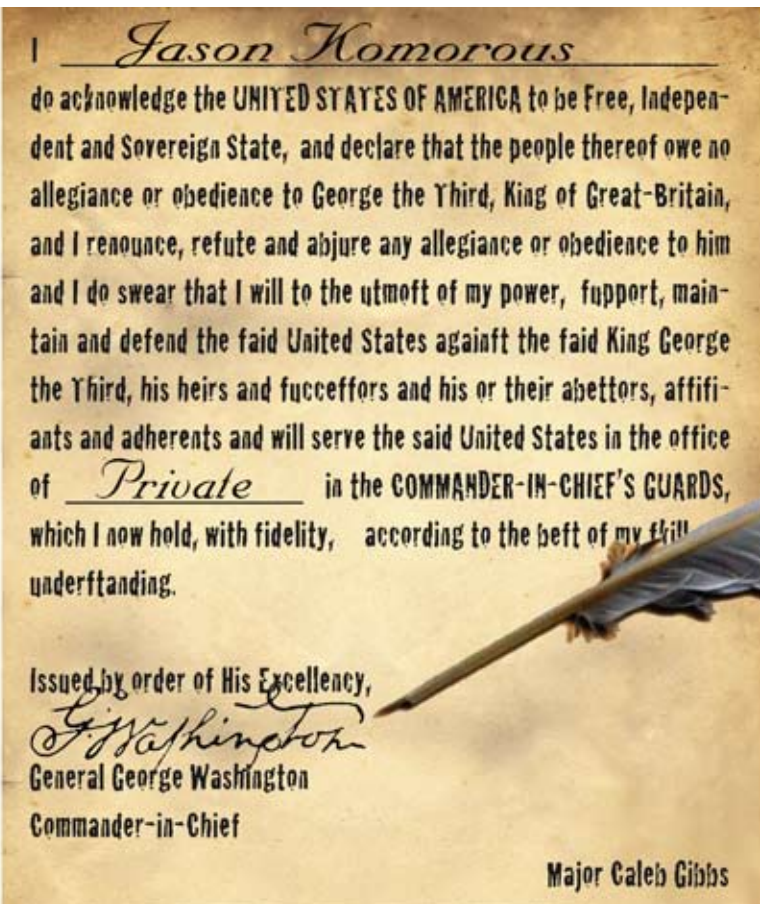 I Jason Komorous
do acknowledge the UNITED STATES OF AMERICA to be Free, Indepen-
dent and Sovereign State, and declare that the people thereof owe no
allegiance or obedience to George the Third, King of Great-Britain,
and I renounce, refute and abjure any allegiance or obedience to him
and I do swear that I will to the utmoft of my power, fupport, main-
tain and defend the faid United States againft the faid King George
the Third, his heirs and fucceffors and his or their abettors, affifi-
ants and adherents and will serve the said United States in the office
of Private in the COMMANDER-IN-CHIEF'S GUARDS,
which I now hold, with fidelity, according to the beft of my fkill
underftanding.
Issued by order of His Excellency,
G. Washington
General George Washington
Commander-in-Chief
Major Caleb Gibbs